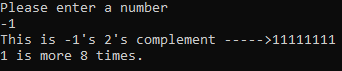 Please enter a number
-1
This is -1's 2's complement ----->11111111
1 is more 8 times.